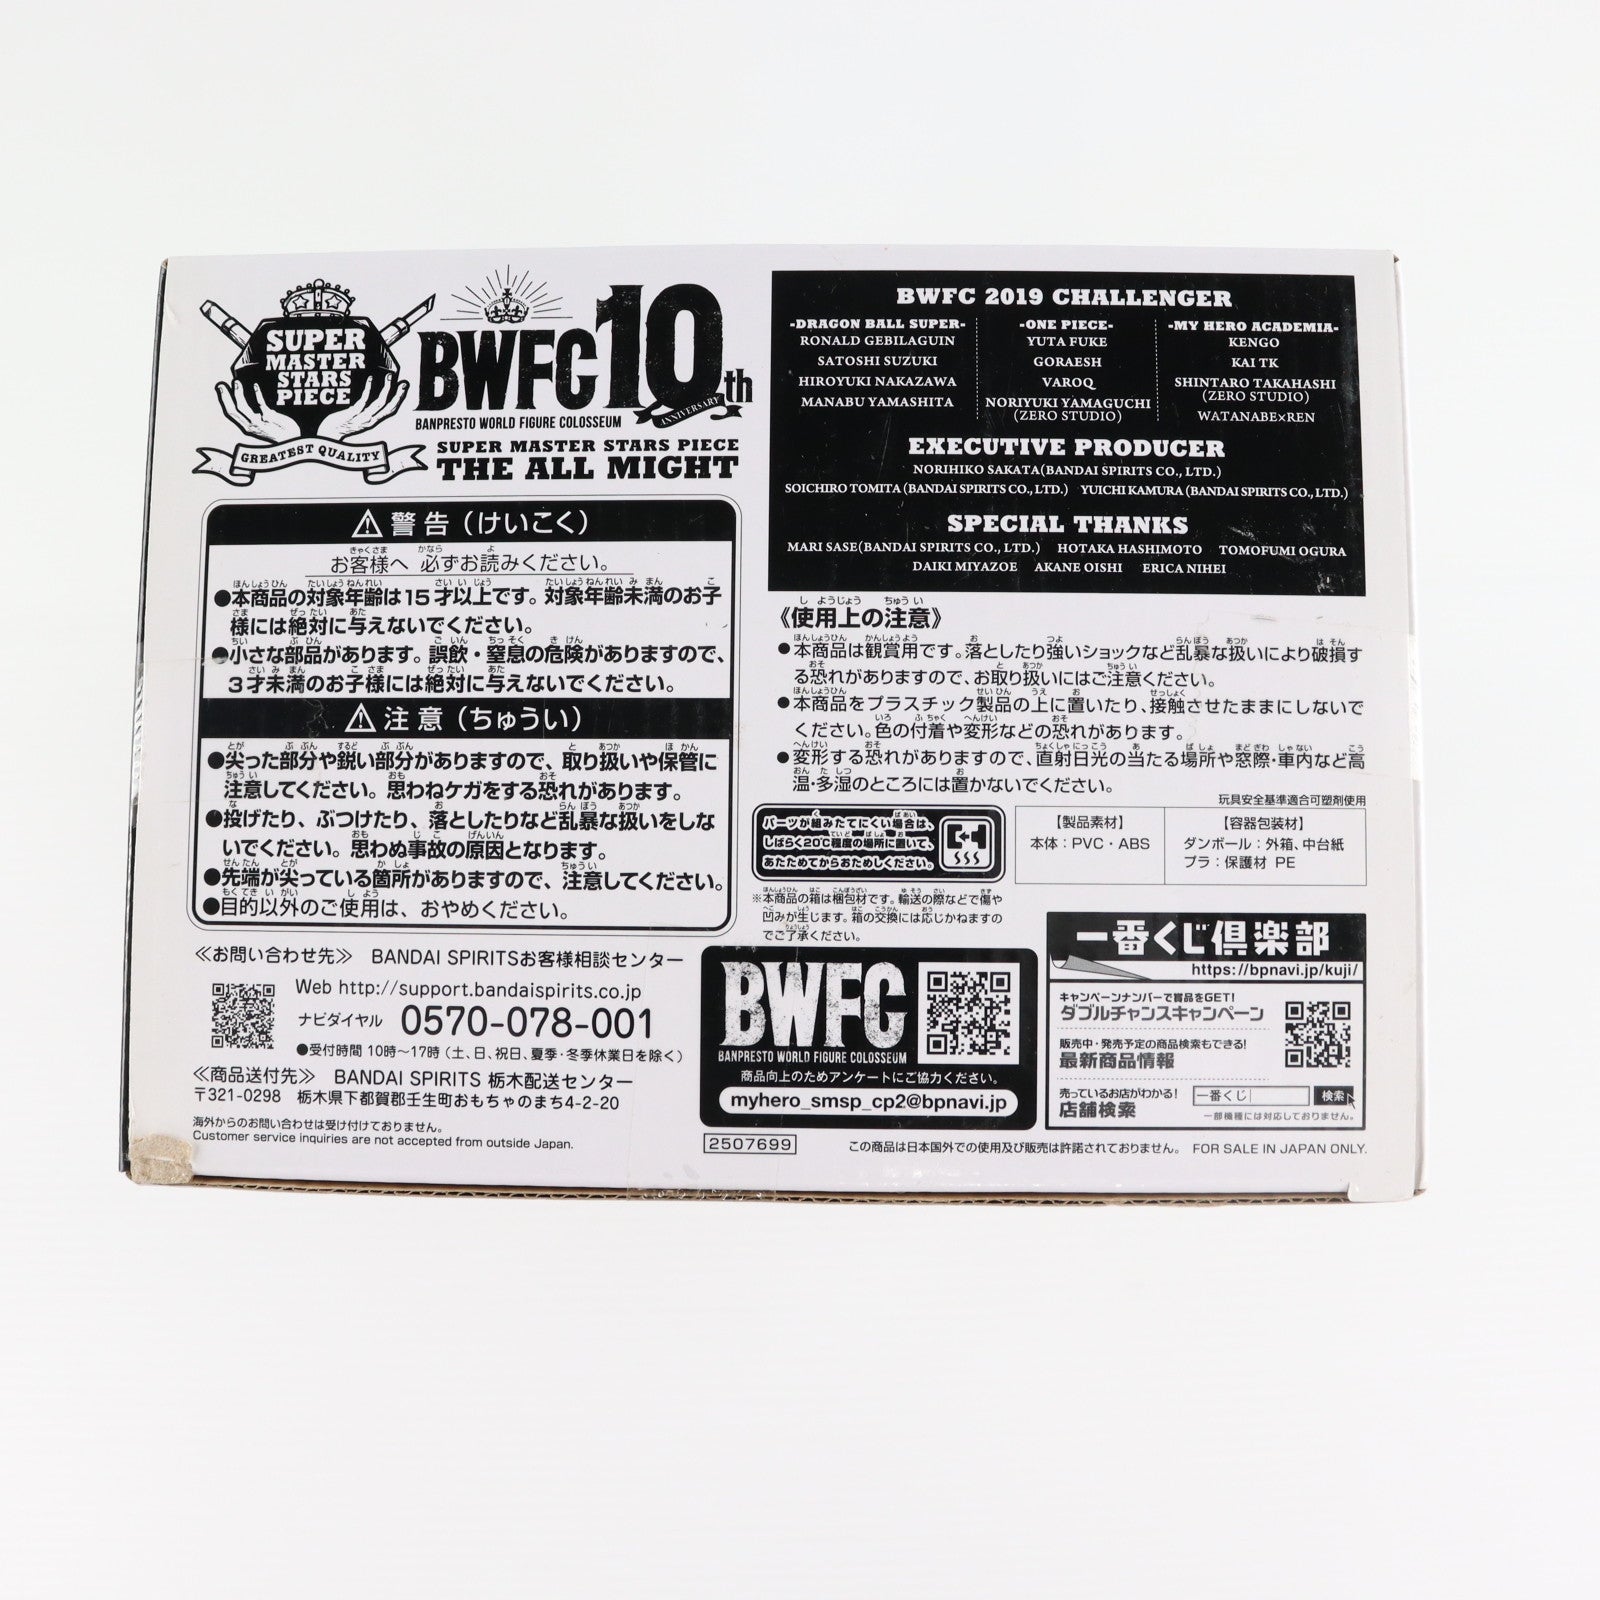 SUPER
MASTER
STARS
PIECE
GREATEST QUALITY
BWFC 10th
ANNIVERSARY
BANPRESTO WORLD FIGURE COLOSSEUM
SUPER MASTER STARS PIECE
THE ALL MIGHT
⚠警告（けいこく）
お客様へ 必ずお読みください。
●本商品の対象年齢は15才以上です。対象年齢未満のお子
様には絶対に与えないでください。
●小さな部品があります。誤飲・窒息の危険がありますので、
3才未満のお子様には絶対に与えないでください。
⚠注意（ちゅうい）
●尖った部分や鋭い部分がありますので、取り扱いや保管に
注意してください。思わぬケガをする恐れがあります。
●投げたり、ぶつけたり、落としたりなど乱暴な扱いをしな
いでください。思わぬ事故の原因となります。
●先端が尖っている箇所がありますので、注意してください。
●目的以外のご使用は、おやめください。
≪お問い合わせ先≫ BANDAI SPIRITSお客様相談センター
Web http://support.bandaispirits.co.jp
ナビダイヤル 0570-078-001
●受付時間 10時～17時（土、日、祝日、夏季・冬季休業日を除く）
≪商品送付先≫ BANDAI SPIRITS 栃木配送センター
〒321-0298 栃木県下都賀郡壬生町おもちゃのまち4-2-20
海外からのお問い合わせは受け付けておりません。
Customer service inquiries are not accepted from outside Japan.
BWFC 2019 CHALLENGER
-DRAGON BALL SUPER-
RONALD GEBILAGUIN
SATOSHI SUZUKI
HIROYUKI NAKAZAWA
MANABU YAMASHITA
-ONE PIECE-
YUTA FUKE
GORAESH
VAROQ
NORIYUKI YAMAGUCHI
(ZERO STUDIO)
-MY HERO ACADEMIA-
KENGO
KAI TK
SHINTARO TAKAHASHI
(ZERO STUDIO)
WATANABE×REN
EXECUTIVE PRODUCER
NORIHIKO SAKATA(BANDAI SPIRITS CO., LTD.)
SOICHIRO TOMITA (BANDAI SPIRITS CO., LTD.) YUICHI KAMURA (BANDAI SPIRITS CO., LTD.)
SPECIAL THANKS
MARI SASE(BANDAI SPIRITS CO., LTD.) HOTAKA HASHIMOTO TOMOFUMI OGURA
DAIKI MIYAZOE AKANE OISHI ERICA NIHEI
《使用上の注意》
●本商品は観賞用です。落としたり強いショックなど乱暴な扱いにより破損す
る恐れがありますので、お取り扱いにはご注意ください。
●本商品をプラスチック製品の上に置いたり、接触させたままにしないで
ください。色の付着や変形などの恐れがあります。
●変形する恐れがありますので、直射日光の当たる場所や窓際・車内など高
温・多湿のところには置かないでください。
玩具安全基準適合可塑剤使用
パーツが組みたてにくい場合は、
しばらく20℃程度の場所に置いて、
あたためてからおためしください。
【製品素材】
本体：PVC・ABS
【容器包装材】
ダンボール：外箱、中台紙
プラ：保護材 PE
※本商品の箱は梱包材です。輸送の際などで傷や
凹みが生じます。箱の交換には応じかねますの
でご了承ください。
BWFC
BANPRESTO WORLD FIGURE COLOSSEUM
商品向上のためアンケートにご協力ください。
myhero_smsp_cp2@bpnavi.jp
2507699
一番くじ倶楽部
https://bpnavi.jp/kuji/
キャンペーンナンバーで賞品をGET!
ダブルチャンスキャンペーン
販売中・発売予定の商品検索もできる!
最新商品情報
売っているお店がわかる!
店舗検索
一番くじ 検索
一部機種には対応しておりません。
この商品は日本国外での使用及び販売は許諾されておりません。 FOR SALE IN JAPAN ONLY.